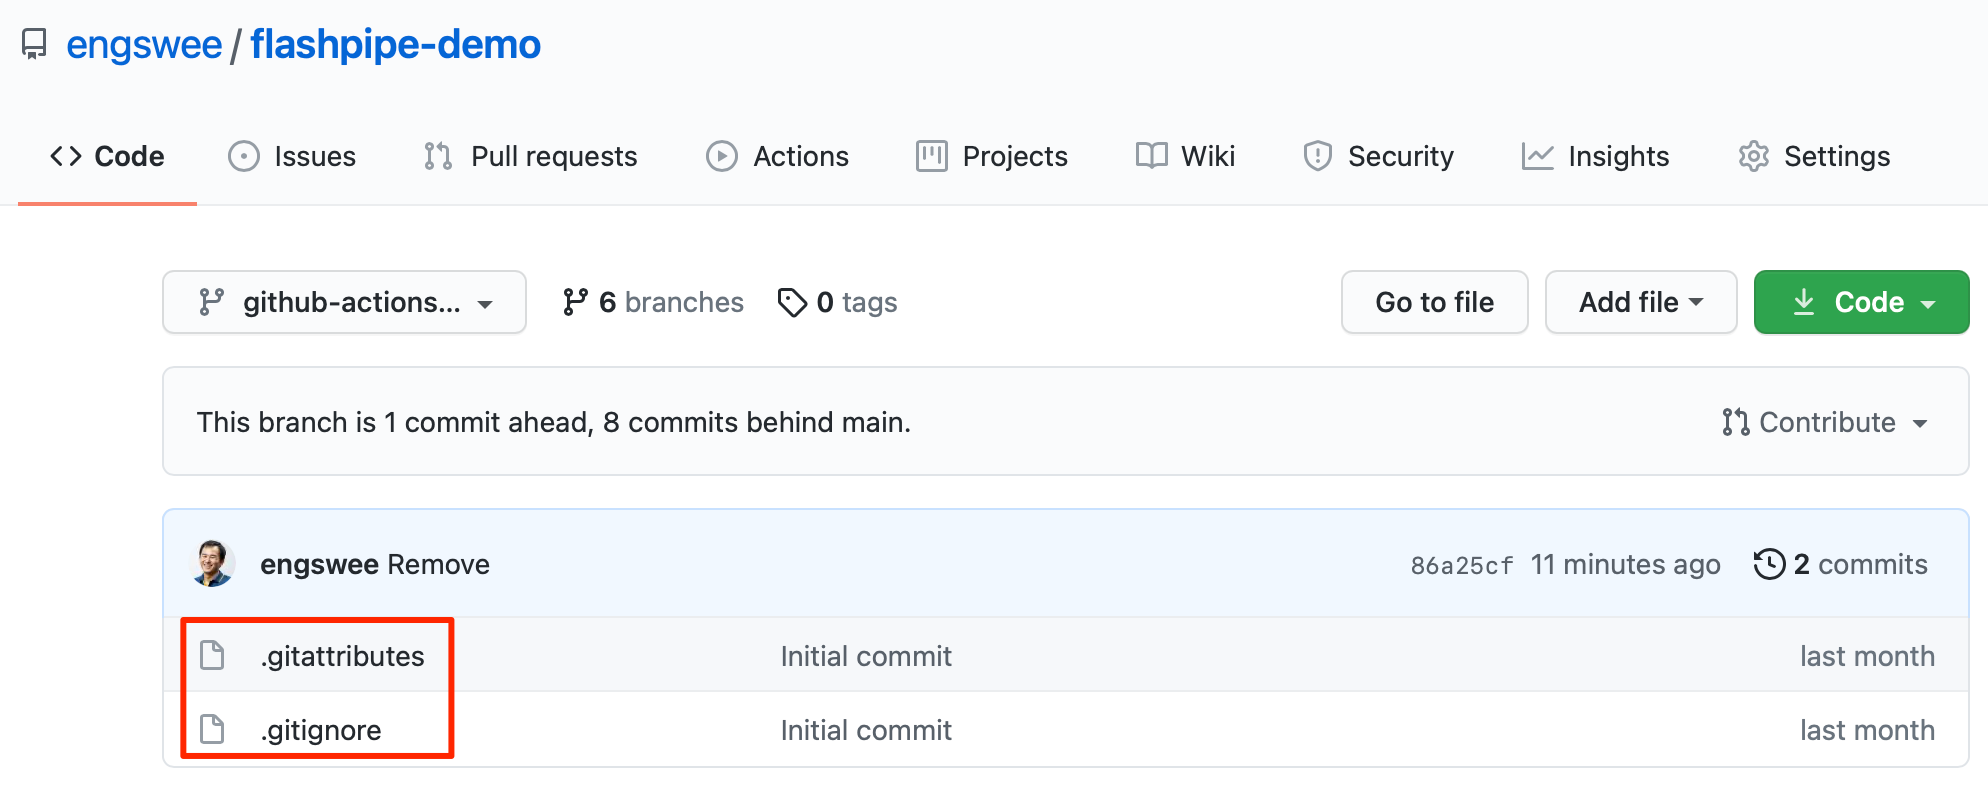 engswee / flashpipe-demo
Code Issues Pull requests Actions Projects Wiki Security Insights Settings
github-actions... 6 branches 0 tags Go to file Add file Code
This branch is 1 commit ahead, 8 commits behind main. Contribute
engswee Remove 86a25cf 11 minutes ago 2 commits
.gitattributes Initial commit last month
.gitignore Initial commit last month